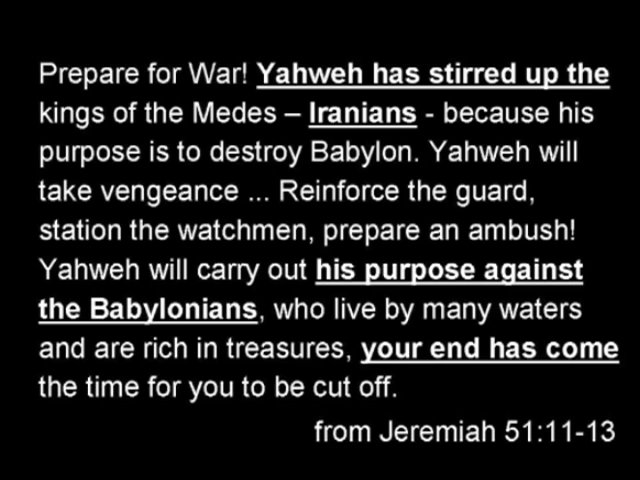 Prepare for War! Yahweh has stirred up the
kings of the Medes – Iranians - because his
purpose is to destroy Babylon. Yahweh will
take vengeance ... Reinforce the guard,
station the watchmen, prepare an ambush!
Yahweh will carry out his purpose against
the Babylonians, who live by many waters
and are rich in treasures, your end has come
the time for you to be cut off.
from Jeremiah 51:11-13